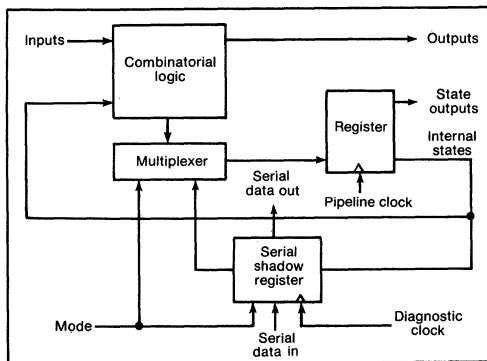 Inputs
Combinatorial
logic
Outputs
State
outputs
Register
Internal
states
Multiplexer
Serial
data out
Pipeline clock
Serial
shadow
register
Mode
Serial
data in
Diagnostic
clock